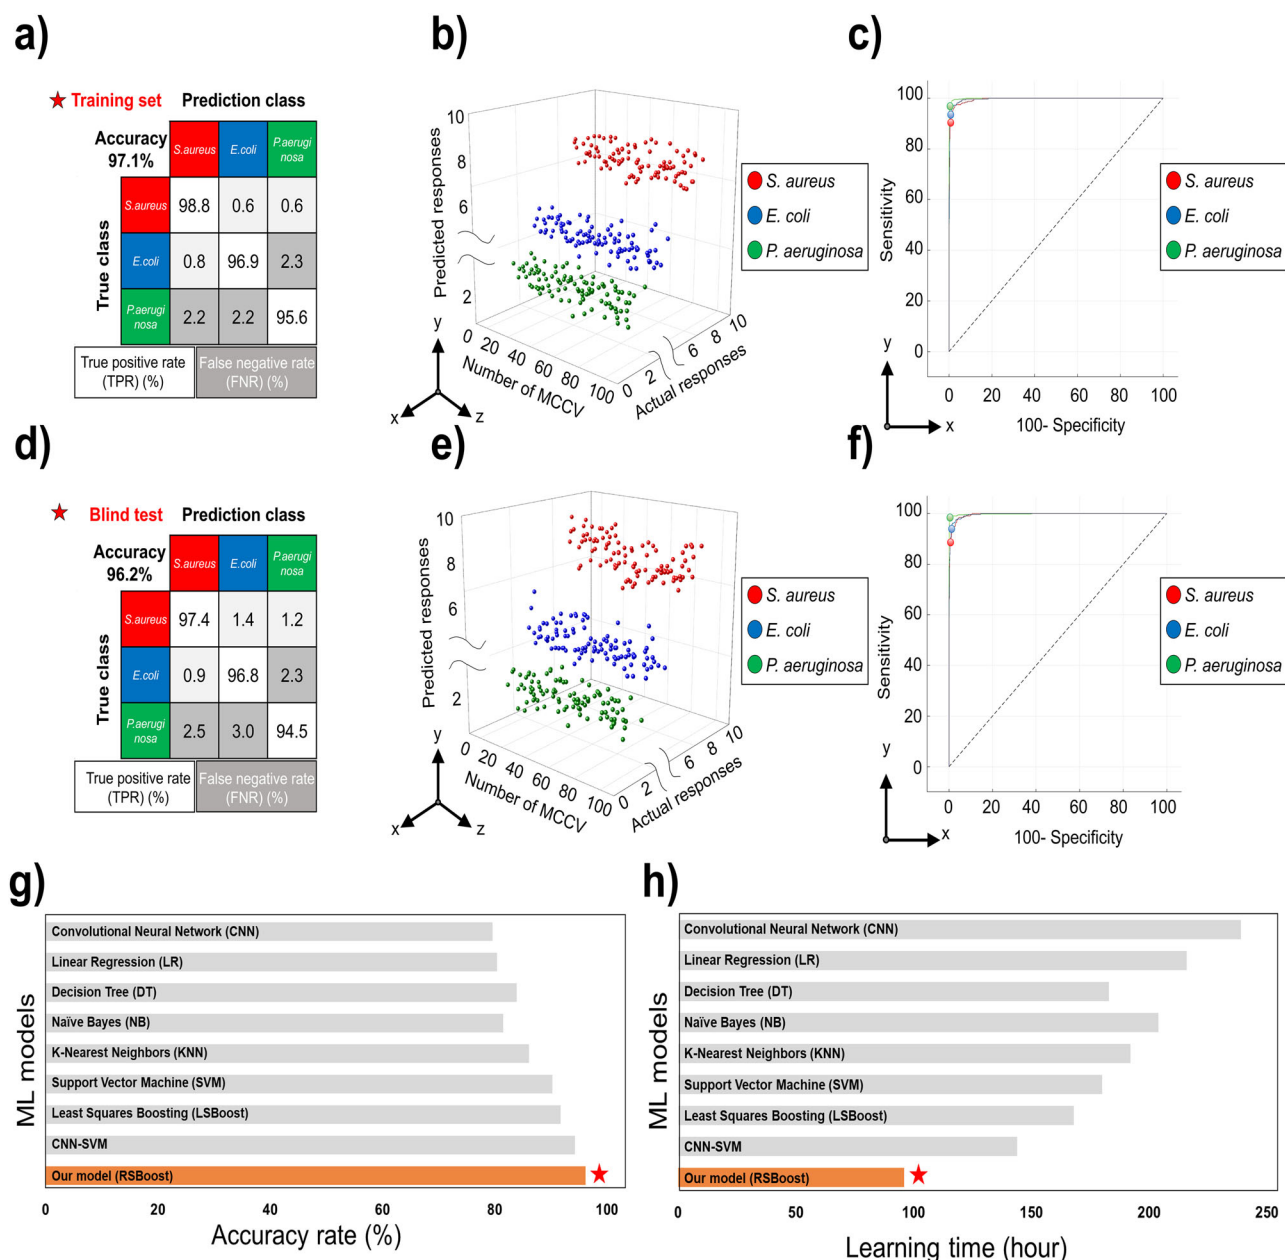 a)
★ Training set Prediction class
Accuracy
97.1%
S.aureus E.coli P.aerugi
nosa
True class
S.aureus 98.8 0.6 0.6
E.coli 0.8 96.9 2.3
P.aerugi
nosa 2.2 2.2 95.6
True positive rate
(TPR) (%)
False negative rate
(FNR) (%)
b)
Predicted responses
10
8
6
2
0 20 40 60 80 100
Number of MCCV
0 2 6 8 10
Actual responses
y
x z
S. aureus
E. coli
P. aeruginosa
c)
Sensitivity
100
80
60
40
20
0
0 20 40 60 80 100
100- Specificity
y
x
S. aureus
E. coli
P. aeruginosa
d)
★ Blind test Prediction class
Accuracy
96.2%
S.aureus E.coli P.aerugi
nosa
True class
S.aureus 97.4 1.4 1.2
E.coli 0.9 96.8 2.3
P.aerugi
nosa 2.5 3.0 94.5
True positive rate
(TPR) (%)
False negative rate
(FNR) (%)
e)
Predicted responses
10
8
6
2
0 20 40 60 80 100
Number of MCCV
0 2 6 8 10
Actual responses
y
x z
S. aureus
E. coli
P. aeruginosa
f)
Sensitivity
100
80
60
40
20
0
0 20 40 60 80 100
100- Specificity
y
x
S. aureus
E. coli
P. aeruginosa
g)
ML models
Convolutional Neural Network (CNN)
Linear Regression (LR)
Decision Tree (DT)
Naïve Bayes (NB)
K-Nearest Neighbors (KNN)
Support Vector Machine (SVM)
Least Squares Boosting (LSBoost)
CNN-SVM
Our model (RSBoost) ★
0 20 40 60 80 100
Accuracy rate (%)
h)
ML models
Convolutional Neural Network (CNN)
Linear Regression (LR)
Decision Tree (DT)
Naïve Bayes (NB)
K-Nearest Neighbors (KNN)
Support Vector Machine (SVM)
Least Squares Boosting (LSBoost)
CNN-SVM
Our model (RSBoost) ★
0 50 100 150 200 250
Learning time (hour)